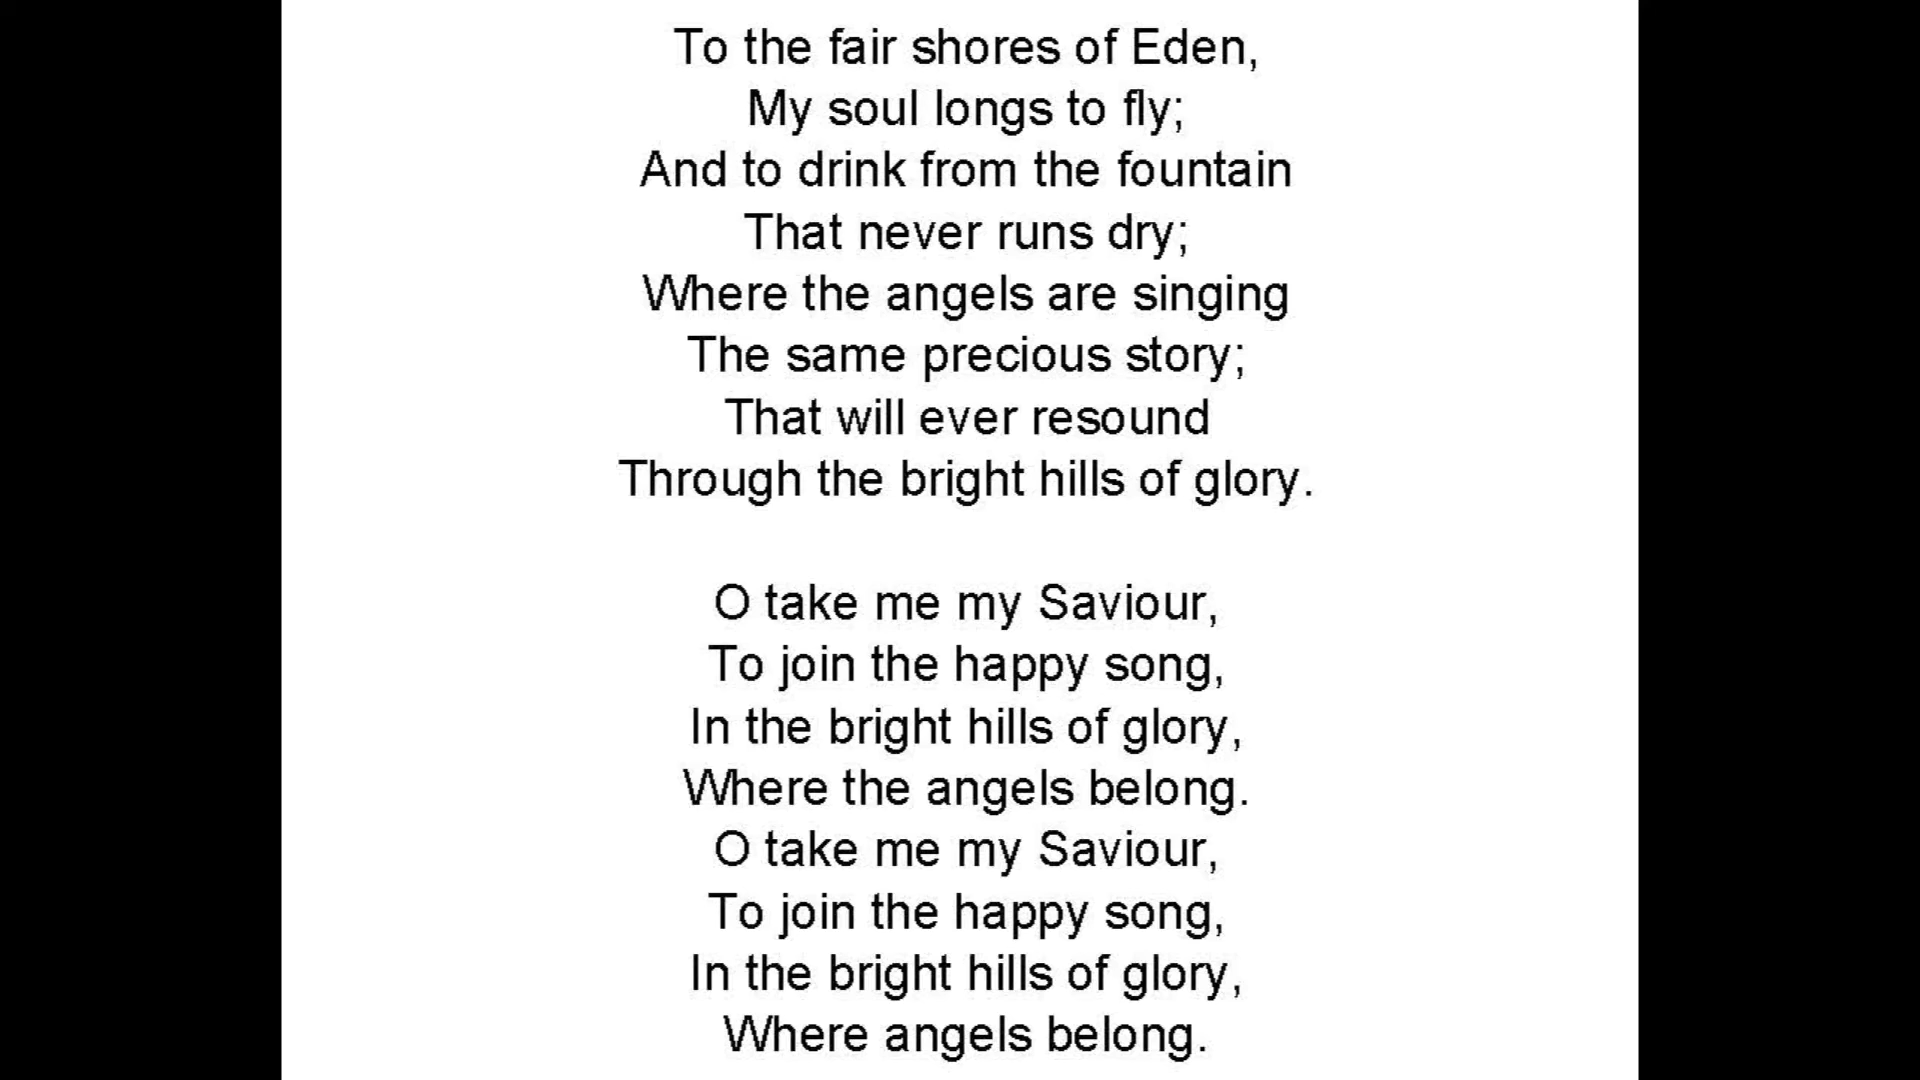 To the fair shores of Eden,
My soul longs to fly;
And to drink from the fountain
That never runs dry;
Where the angels are singing
The same precious story;
That will ever resound
Through the bright hills of glory.
O take me my Saviour,
To join the happy song,
In the bright hills of glory,
Where the angels belong.
O take me my Saviour,
To join the happy song,
In the bright hills of glory,
Where angels belong.